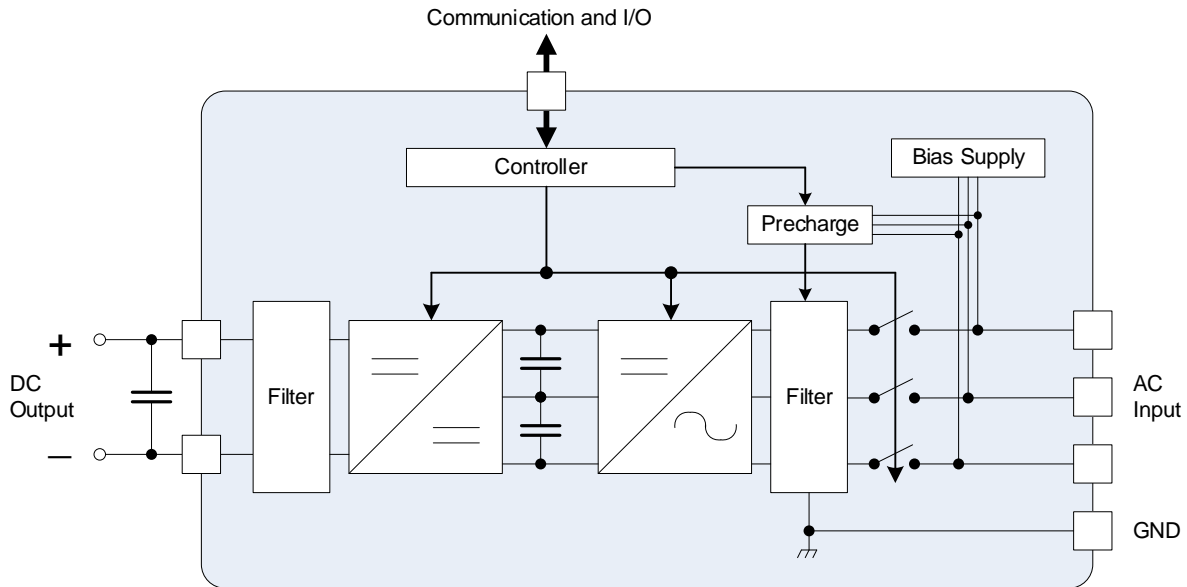 Communication and I/O
Bias Supply
Controller
Precharge
+
DC
Output
−
Filter
Filter
AC
Input
GND